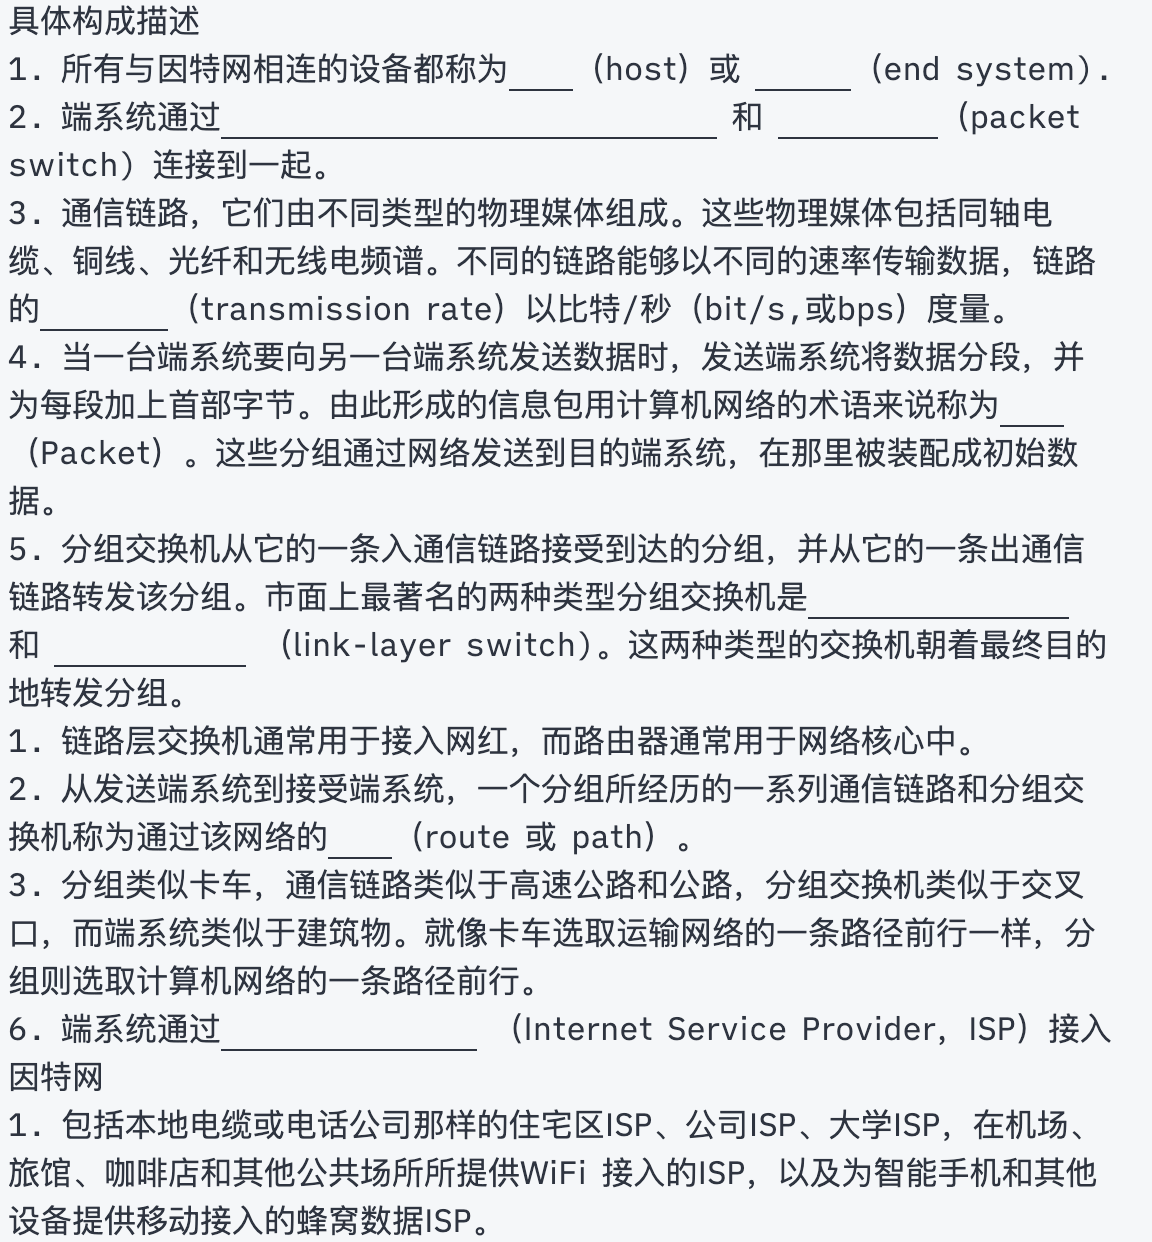 具体构成描述
1. 所有与因特网相连的设备都称为____（host）或 ______（end system）.
2. 端系统通过_______________________________ 和 __________（packet
switch）连接到一起。
3. 通信链路，它们由不同类型的物理媒体组成。这些物理媒体包括同轴电
缆、铜线、光纤和无线电频谱。不同的链路能够以不同的速率传输数据，链路
的________（transmission rate）以比特/秒（bit/s,或bps）度量。
4. 当一台端系统要向另一台端系统发送数据时，发送端系统将数据分段，并
为每段加上首部字节。由此形成的信息包用计算机网络的术语来说称为____
（Packet）。这些分组通过网络发送到目的端系统，在那里被装配成初始数
据。
5. 分组交换机从它的一条入通信链路接受到达的分组，并从它的一条出通信
链路转发该分组。市面上最著名的两种类型分组交换机是________________
和 ____________ （link-layer switch）。这两种类型的交换机朝着最终目的
地转发分组。
1. 链路层交换机通常用于接入网红，而路由器通常用于网络核心中。
2. 从发送端系统到接受端系统，一个分组所经历的一系列通信链路和分组交
换机称为通过该网络的____（route 或 path）。
3. 分组类似卡车，通信链路类似于高速公路和公路，分组交换机类似于交叉
口，而端系统类似于建筑物。就像卡车选取运输网络的一条路径前行一样，分
组则选取计算机网络的一条路径前行。
6. 端系统通过________________ （Internet Service Provider，ISP）接入
因特网
1. 包括本地电缆或电话公司那样的住宅区ISP、公司ISP、大学ISP，在机场、
旅馆、咖啡店和其他公共场所所提供WiFi 接入的ISP，以及为智能手机和其他
设备提供移动接入的蜂窝数据ISP。